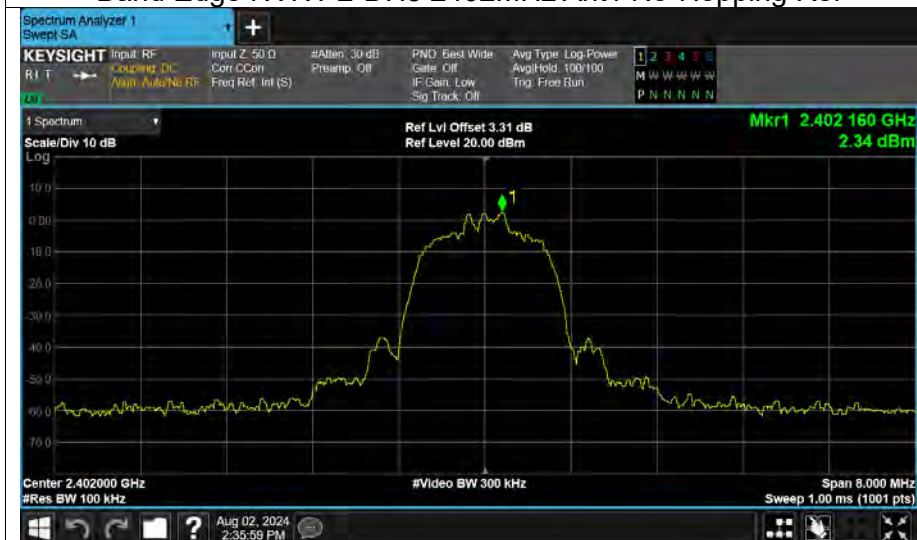 Spectrum Analyzer 1
Swept SA
KEYSIGHT
R L T
Input: RF
Coupling: DC
Align: Auto/No RF
Input Z: 50 Ω
Corr CCorr
Freq Ref: Int (S)
#Atten: 30 dB
Preamp: Off
PNO: Best Wide
Gate: Off
IF Gain: Low
Sig Track: Off
Avg Type: Log-Power
Avg|Hold: 100/100
Trig: Free Run
1 2 3 4 5 6
M W W W W W
P N N N N N
1 Spectrum
Scale/Div 10 dB
Ref Lvl Offset 3.31 dB
Ref Level 20.00 dBm
Mkr1 2.402 160 GHz
2.34 dBm
Log
10.0
0.00
-10.0
-20.0
-30.0
-40.0
-50.0
-60.0
-70.0
1
Center 2.402000 GHz
#Res BW 100 kHz
#Video BW 300 kHz
Span 8.000 MHz
Sweep 1.00 ms (1001 pts)
?
Aug 02, 2024
2:35:59 PM